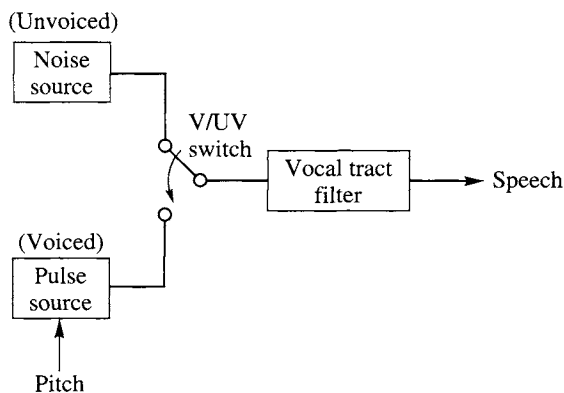 (Unvoiced)
Noise
source
V/UV
switch
Vocal tract
filter
Speech
(Voiced)
Pulse
source
Pitch